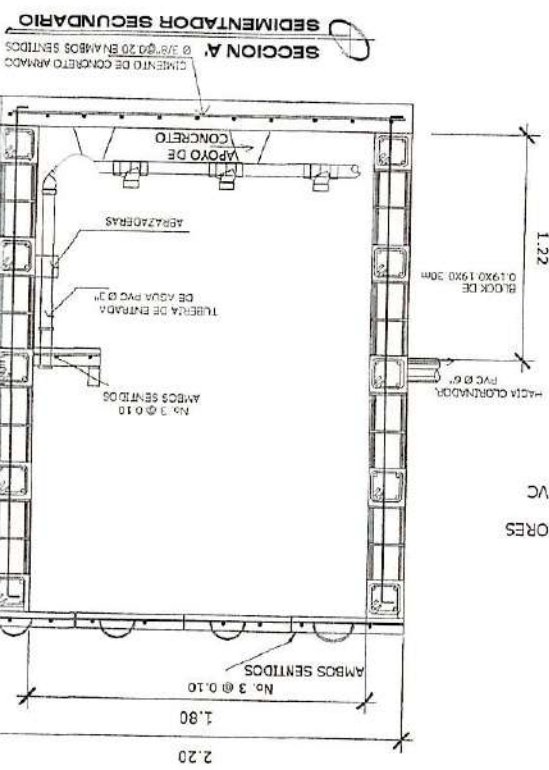 2.20
1.80
No. 3 @ 0.10
AMBOS SENTIDOS
ORES
VC
HACIA CLORINADOR,
PVC Ø 6"
No. 3 @ 0.10
AMBOS SENTIDOS
1.22
BLOCK DE
0.19X0.19X0.30m
TUBERIA DE ENTRADA
DE AGUA PVC Ø 3"
ABRAZADERAS
APOYO DE
CONCRETO
CIMIENTO DE CONCRETO ARMADO
Ø 3/8"@0.20 EN AMBOS SENTIDOS
SECCION A'
SEDIMENTADOR SECUNDARIO